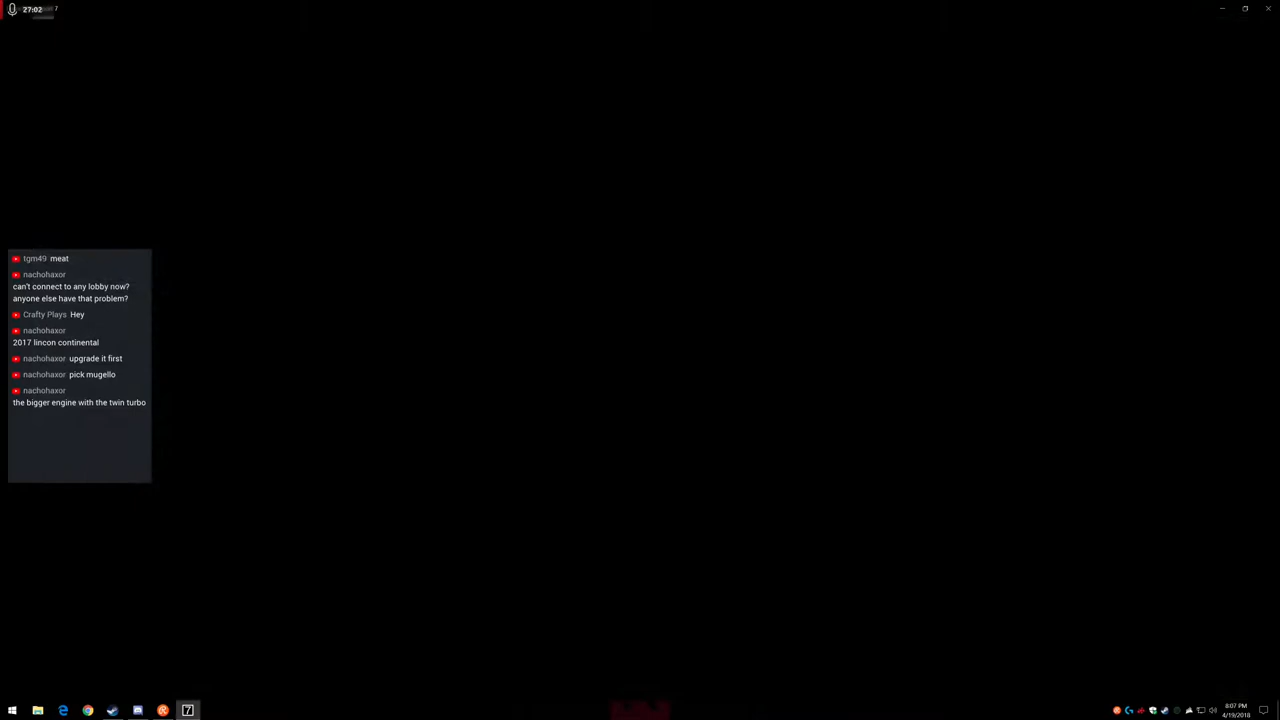 27:02
7
tgm49 meat
nachohaxor
can't connect to any lobby now?
anyone else have that problem?
Crafty Plays Hey
nachohaxor
2017 lincon continental
nachohaxor upgrade it first
nachohaxor pick mugello
nachohaxor
the bigger engine with the twin turbo
7
8:07 PM
4/19/2018